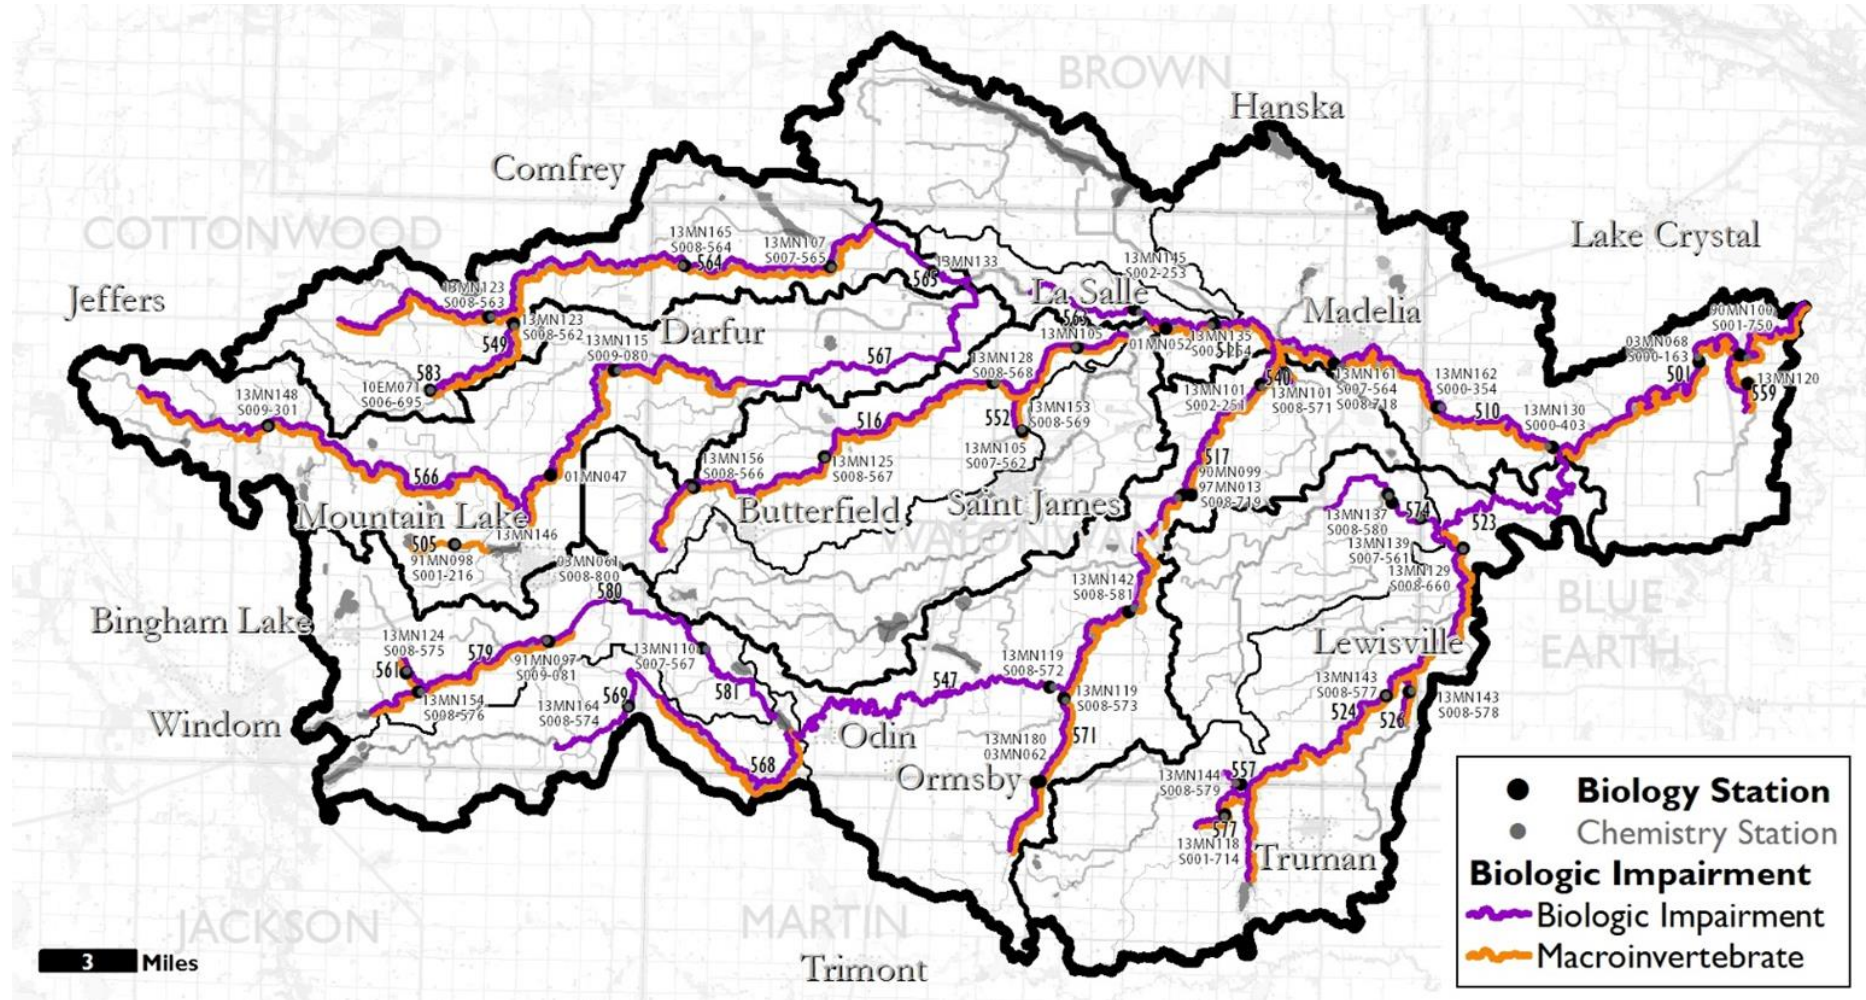 BROWN
Hanska
Comfrey
COTTONWOOD
Lake Crystal
Jeffers
13MN165
S008-564
564
13MN107
S007-565
565
13MN133
13MN145
S002-253
La Salle
Madelia
13MN123
S008-563
13MN123
S008-562
549
583
10EM071
S006-695
13MN115
S009-080
Darfur
567
13MN128
S008-568
13MN105
01MN052
13MN135
90MN100
S001-750
03MN068
S000-163
501
13MN120
559
13MN148
S009-301
516
552
13MN153
S008-569
13MN105
S007-562
13MN101
S002-251
540
13MN101
S008-571
13MN161
S007-564
S008-718
13MN162
S000-354
510
13MN130
S000-403
566
01MN047
13MN156
S008-566
13MN125
S008-567
517
90MN099
97MN013
S008-719
Mountain Lake
13MN146
Butterfield
Saint James
WATONWAN
13MN137
S008-580
574
523
505
91MN098
S001-216
03MN061
S008-800
580
13MN139
S007-561
13MN129
S008-660
13MN142
S008-581
BLUE
EARTH
Bingham Lake
13MN124
S008-575
561
579
91MN097
S009-081
13MN110
S007-567
Lewisville
13MN154
S008-576
Windom
569
13MN164
S008-574
581
547
13MN119
S008-572
13MN119
S008-573
13MN143
S008-577
524
526
13MN143
S008-578
Odin
568
13MN180
03MN062
571
Ormsby
13MN144
S008-579
557
577
13MN118
S001-714
Truman
JACKSON
MARTIN
Trimont
3 Miles
Biology Station
Chemistry Station
Biologic Impairment
Biologic Impairment
Macroinvertebrate